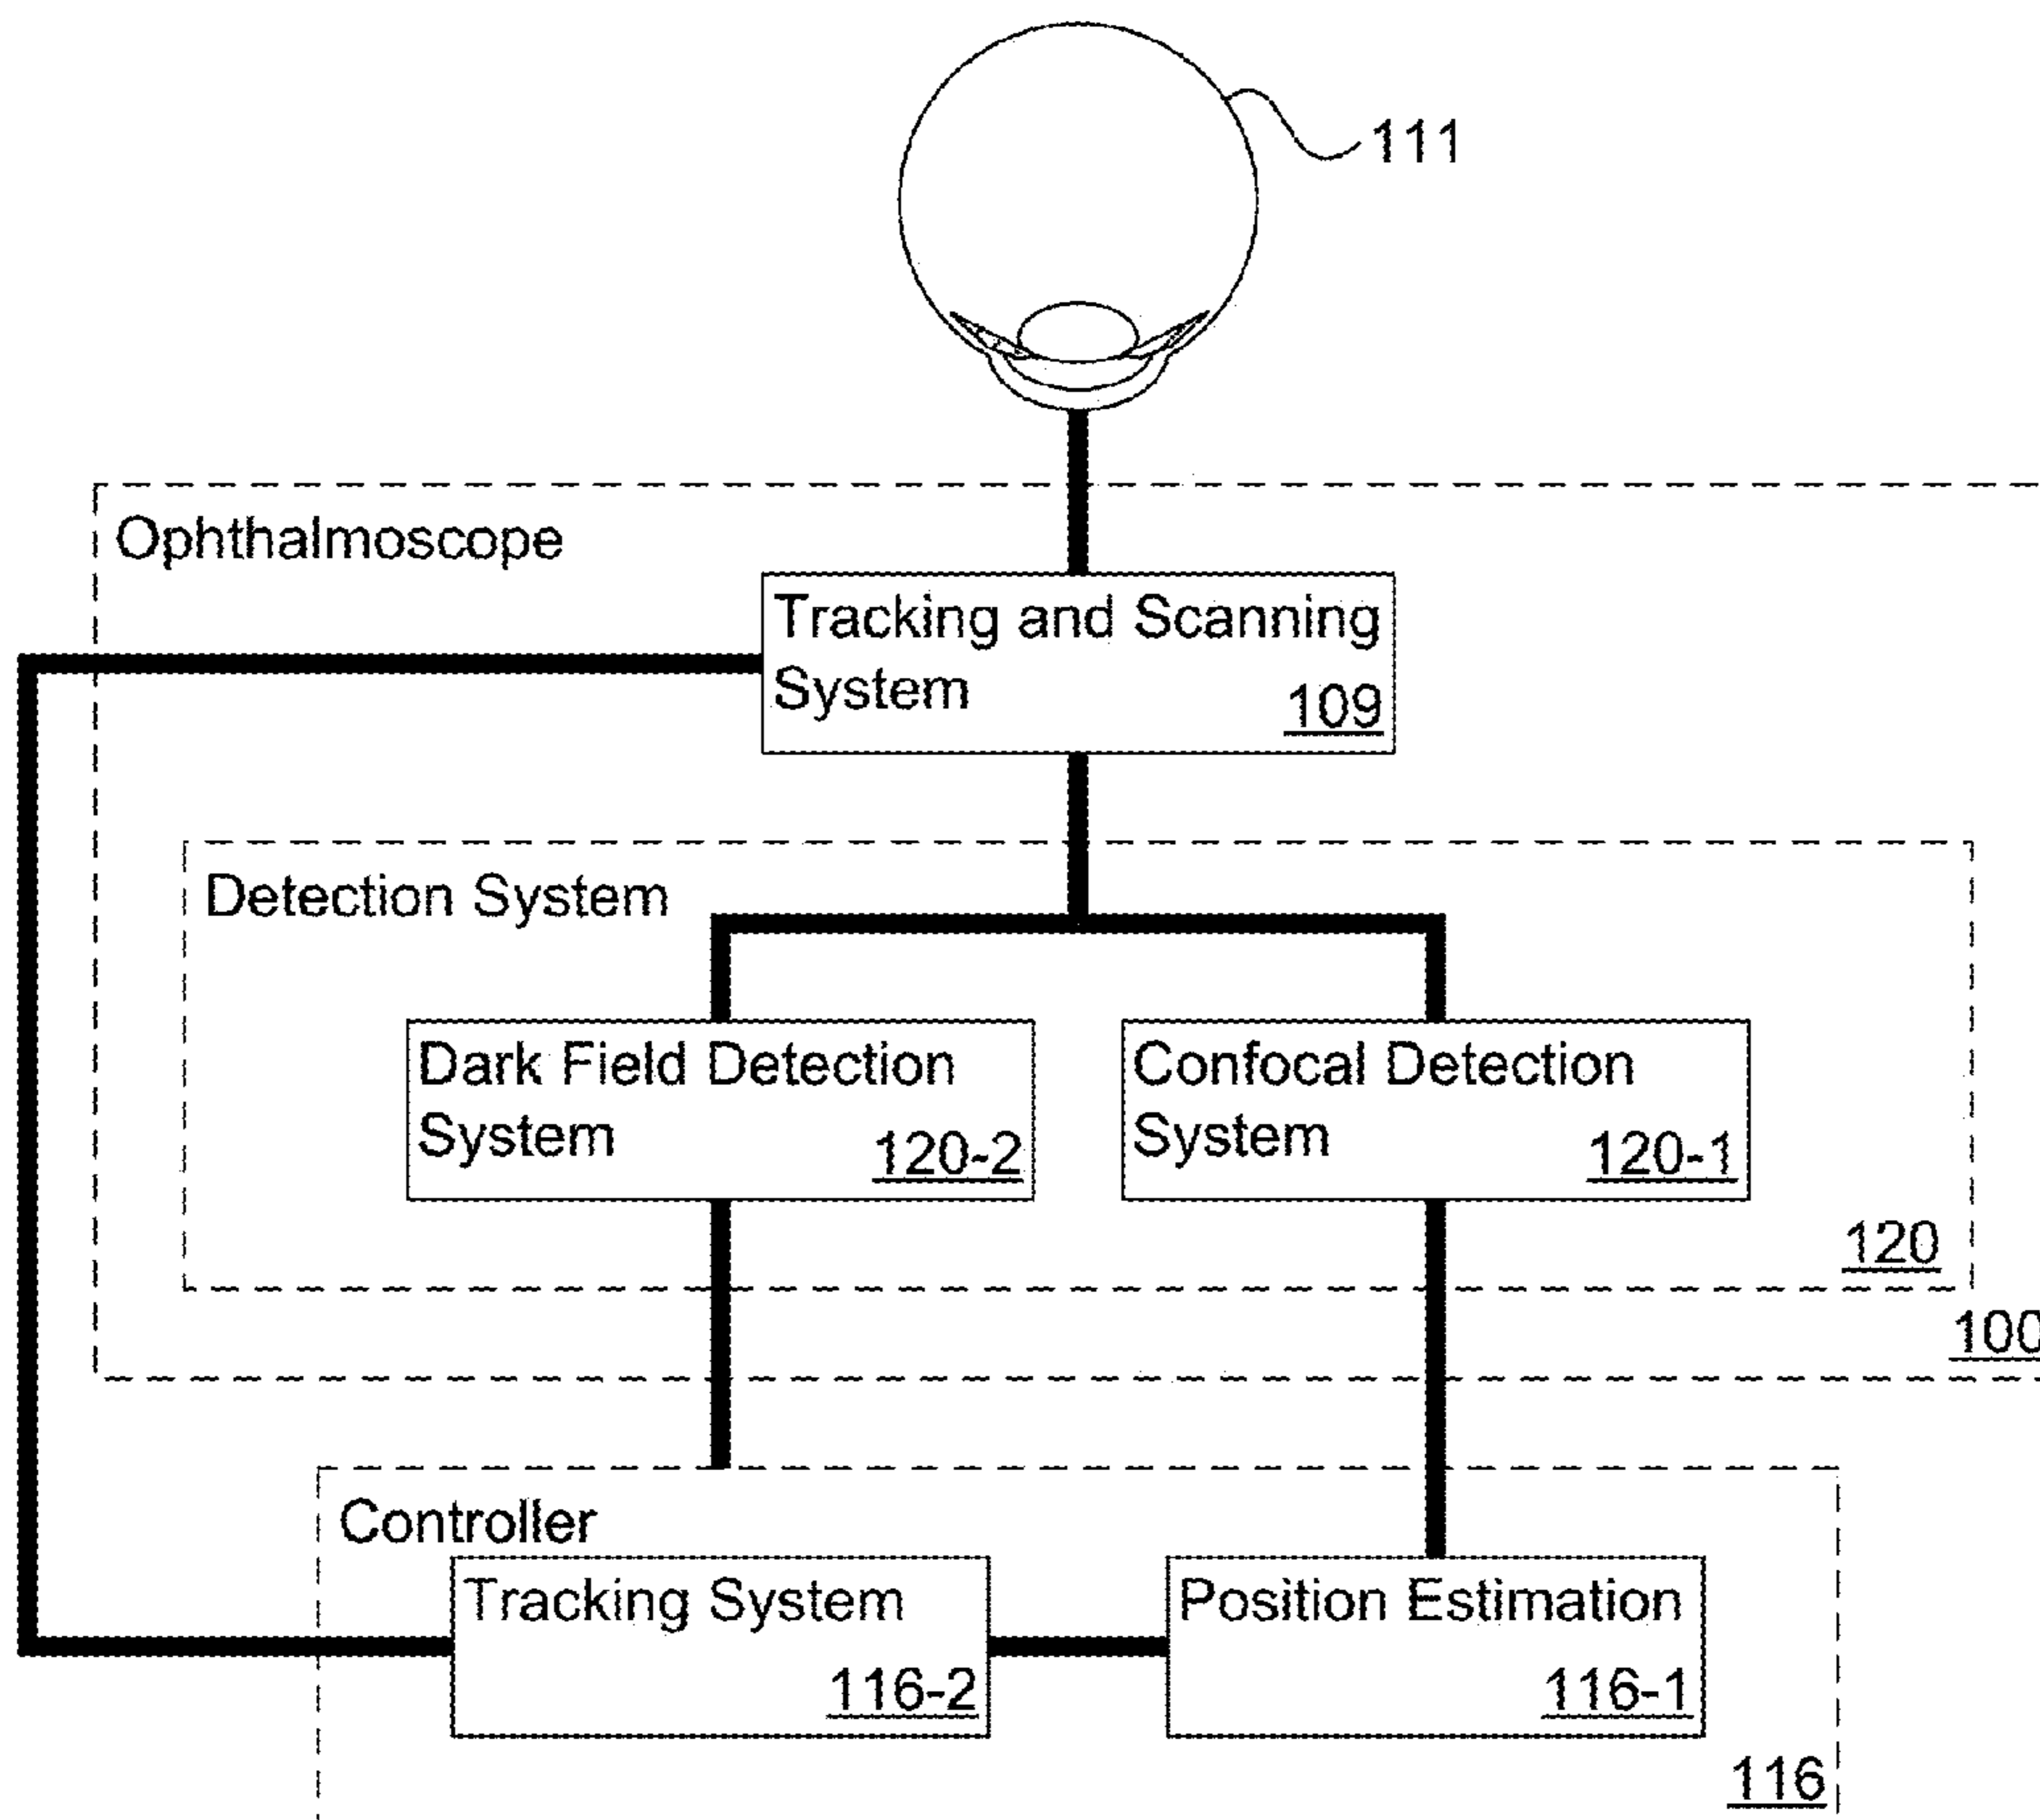 111
Ophthalmoscope
Tracking and Scanning
System
109
Detection System
Dark Field Detection
System
120-2
Confocal Detection
System
120-1
120
100
Controller
Tracking System
116-2
Position Estimation
116-1
116